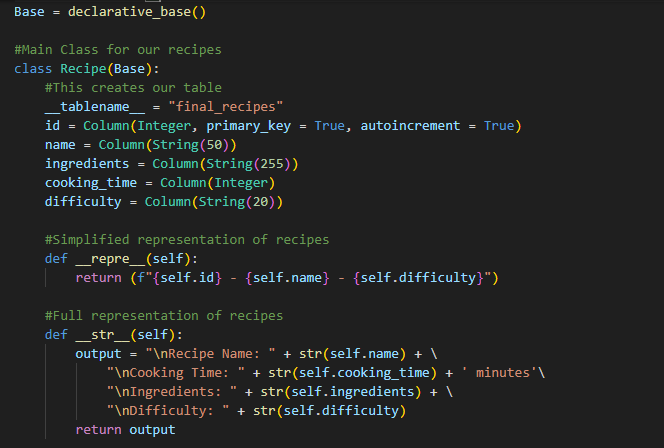 Base = declarative_base()
#Main Class for our recipes
class Recipe(Base):
    #This creates our table
    __tablename__ = "final_recipes"
    id = Column(Integer, primary_key = True, autoincrement = True)
    name = Column(String(50))
    ingredients = Column(String(255))
    cooking_time = Column(Integer)
    difficulty = Column(String(20))
    #Simplified representation of recipes
    def __repre__(self):
        return (f"{self.id} - {self.name} - {self.difficulty}")
    #Full representation of recipes
    def __str__(self):
        output = "\nRecipe Name: " + str(self.name) + \
            "\nCooking Time: " + str(self.cooking_time) + ' minutes'\
            "\nIngredients: " + str(self.ingredients) + \
            "\nDifficulty: " + str(self.difficulty)
        return output